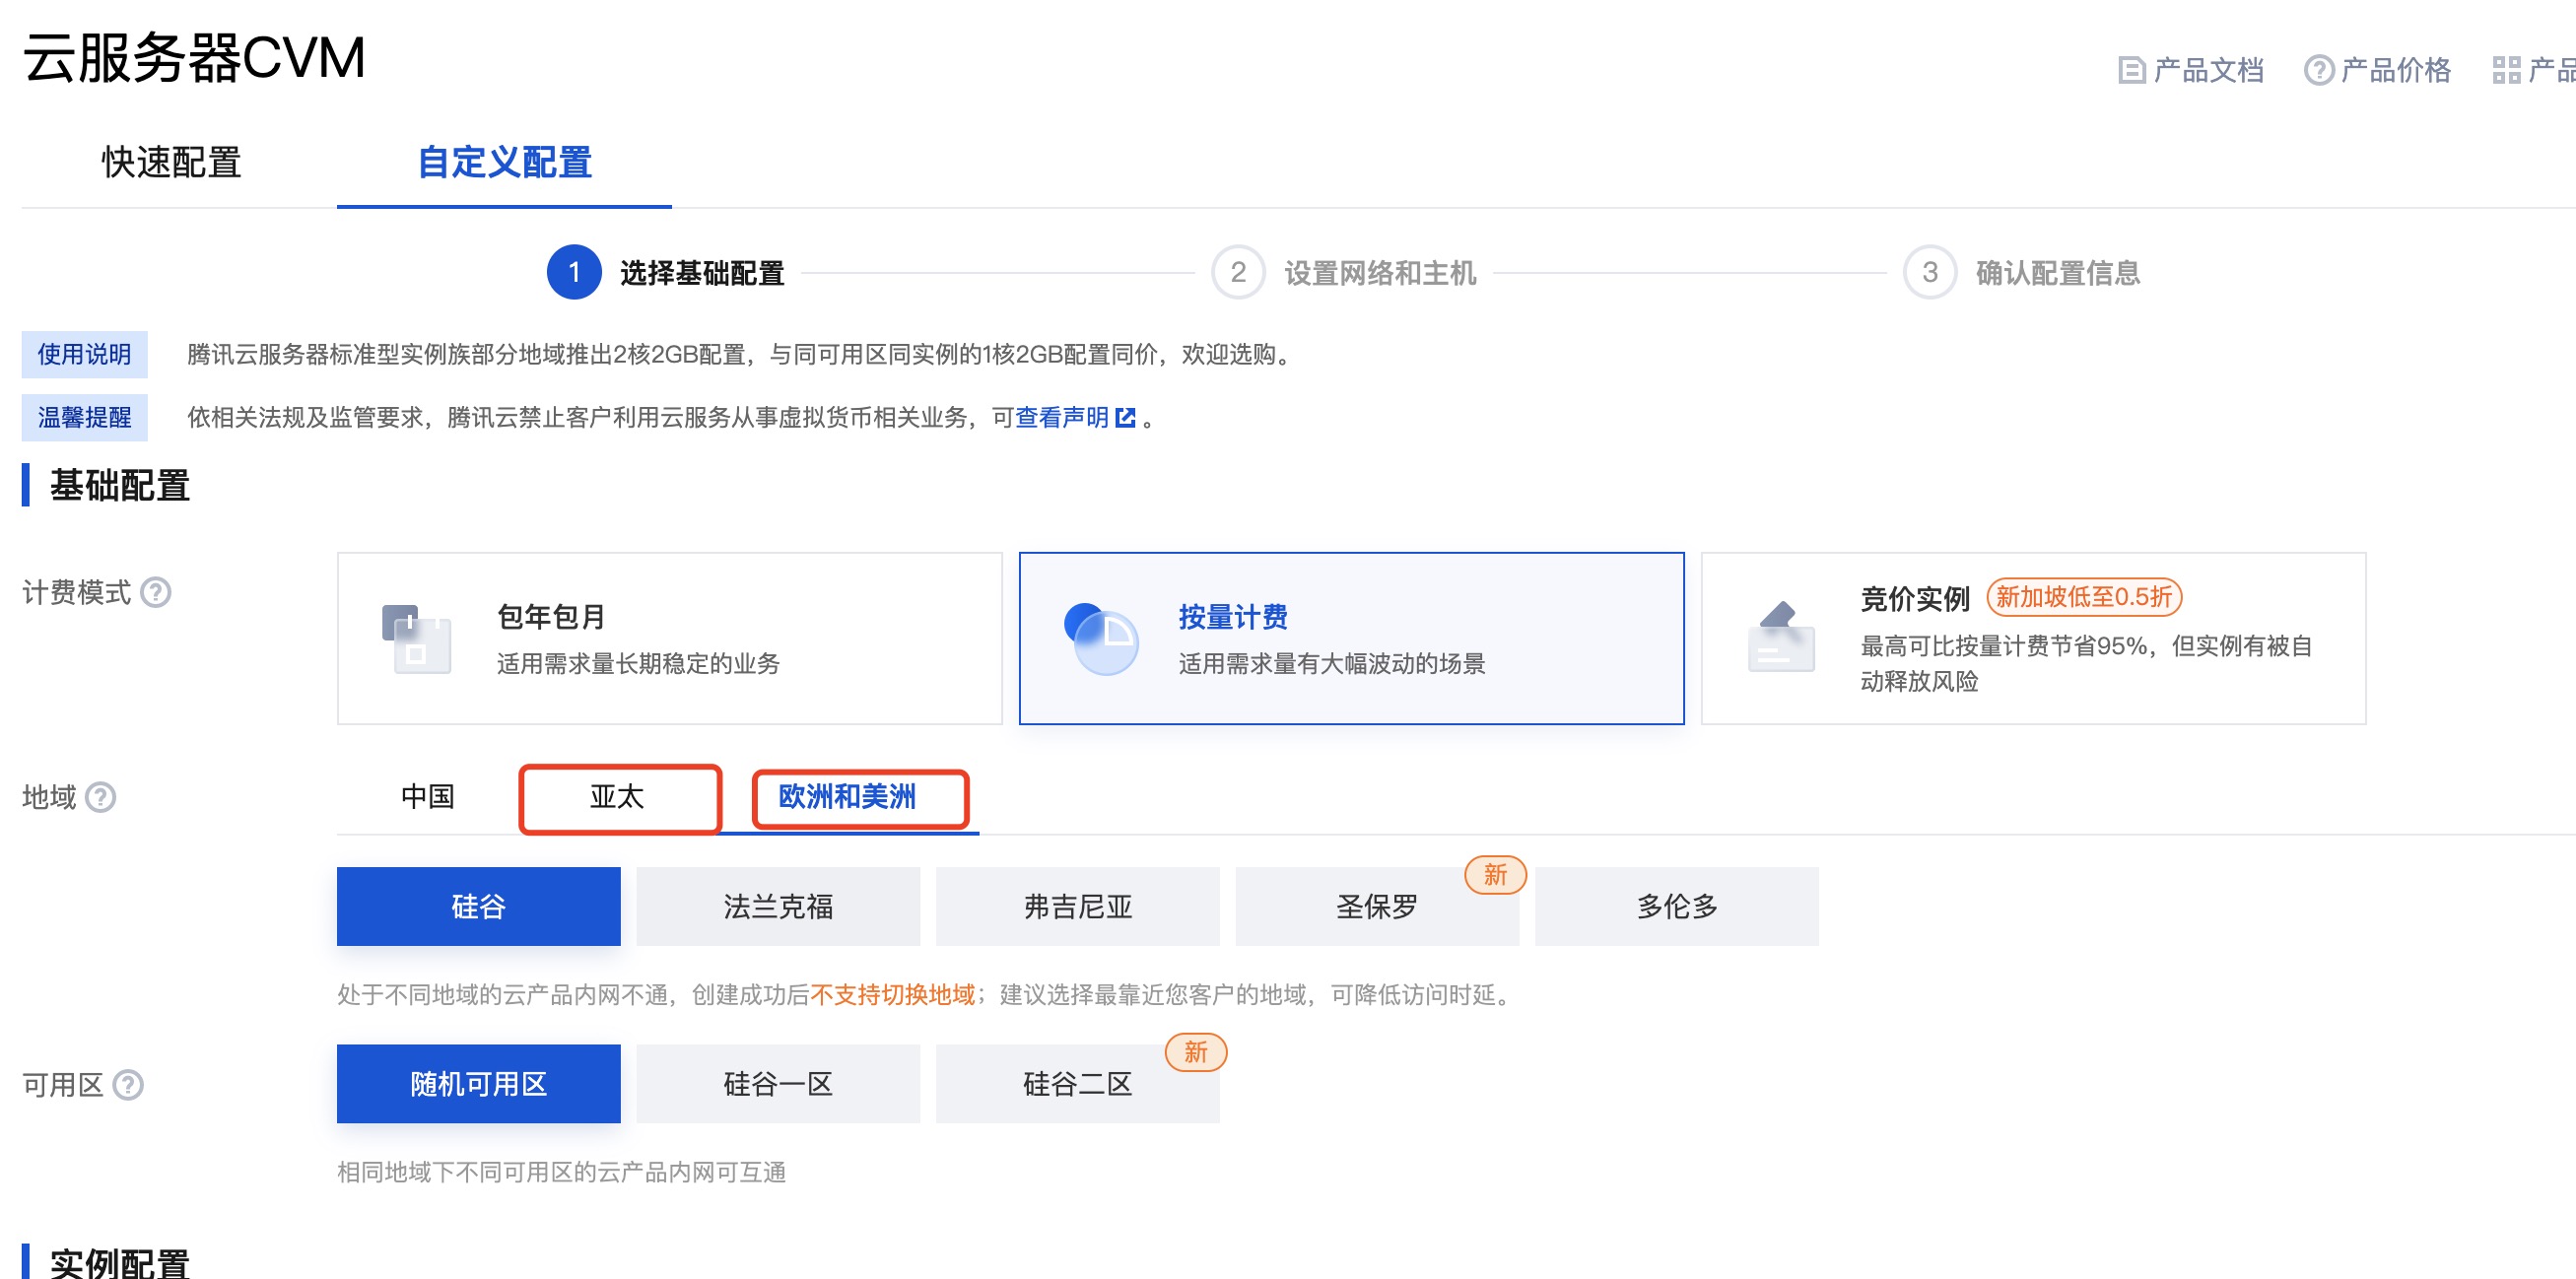 云服务器CVM
产品文档 产品价格 产品
快速配置 自定义配置
1 选择基础配置 2 设置网络和主机 3 确认配置信息
使用说明 腾讯云服务器标准型实例族部分地域推出2核2GB配置，与同可用区同实例的1核2GB配置同价，欢迎选购。
温馨提醒 依相关法规及监管要求，腾讯云禁止客户利用云服务从事虚拟货币相关业务，可查看声明。
基础配置
计费模式
包年包月
适用需求量长期稳定的业务
按量计费
适用需求量有大幅波动的场景
竞价实例 新加坡低至0.5折
最高可比按量计费节省95%，但实例有被自
动释放风险
地域 中国 亚太 欧洲和美洲
硅谷 法兰克福 弗吉尼亚 圣保罗 新 多伦多
处于不同地域的云产品内网不通，创建成功后不支持切换地域；建议选择最靠近您客户的地域，可降低访问时延。
可用区 随机可用区 硅谷一区 硅谷二区 新
相同地域下不同可用区的云产品内网可互通
实例配置